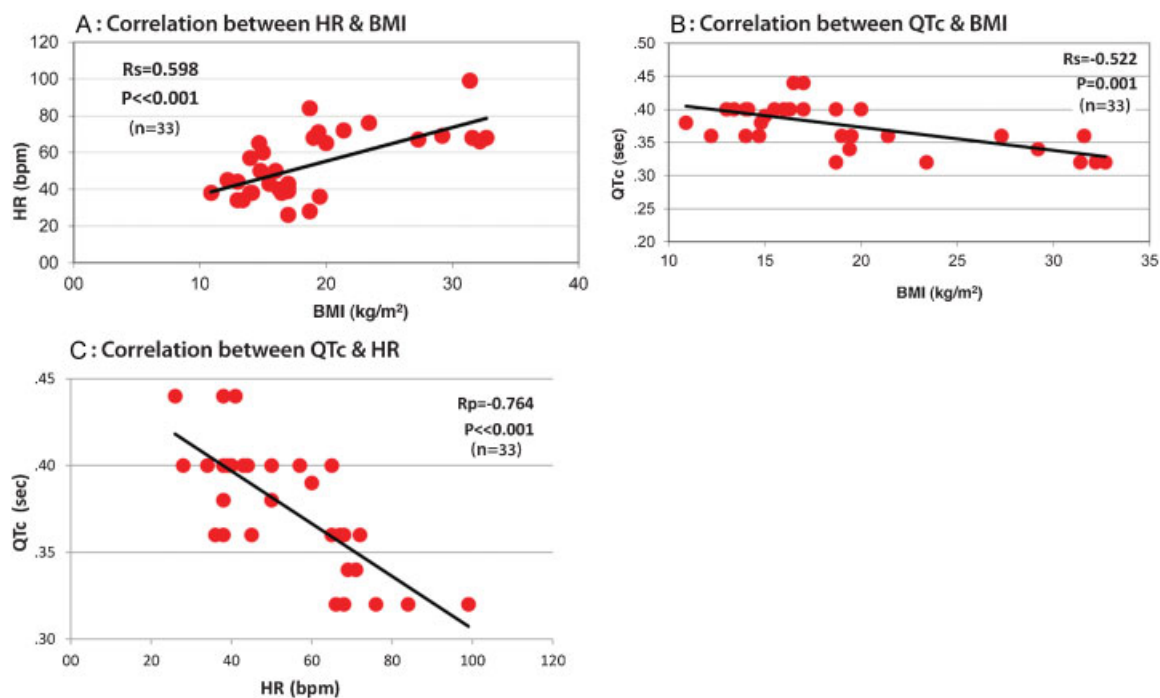 A : Correlation between HR & BMI
120
100
80
60
40
20
00
HR (bpm)
Rs=0.598
P<<0.001
(n=33)
00
10
20
30
40
BMI (kg/m²)
B : Correlation between QTc & BMI
.50
.45
.40
.35
.30
.25
.20
QTc (sec)
Rs=-0.522
P=0.001
(n=33)
10
15
20
25
30
35
BMI (kg/m²)
C : Correlation between QTc & HR
.45
.40
.35
.30
QTc (sec)
Rp=-0.764
P<<0.001
(n=33)
00
20
40
60
80
100
120
HR (bpm)